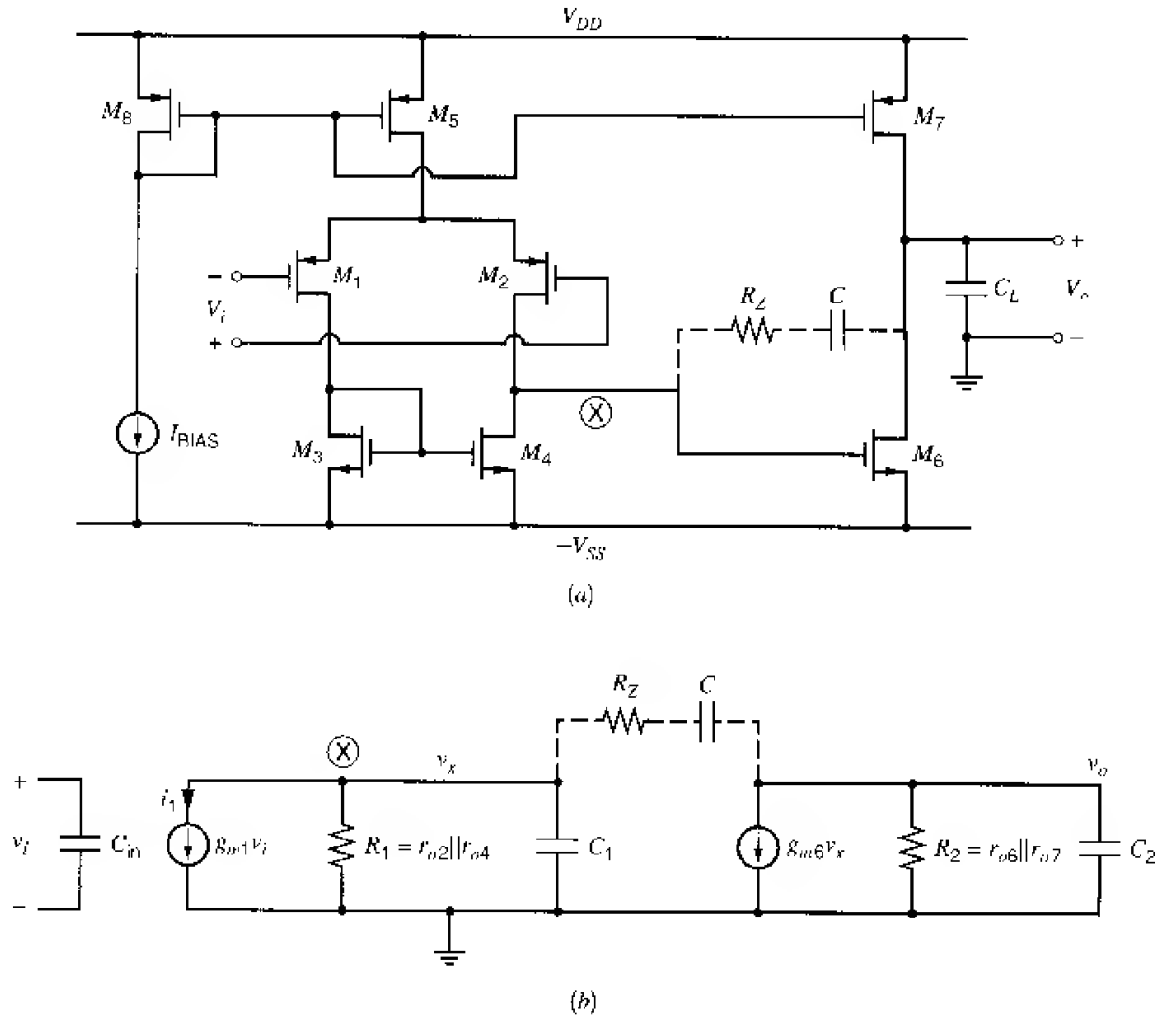 V_DD
M_8
M_5
M_7
−
M_1
M_2
V_i
+
R_Z
C
+
C_L
V_o
−
X
I_BIAS
M_3
M_4
M_6
−V_SS
(a)
R_Z
C
X
v_x
v_o
+
i_1
v_i
C_in
g_m1 v_i
R_1 = r_o2||r_o4
C_1
g_m6 v_x
R_2 = r_o6||r_o7
C_2
−
(b)